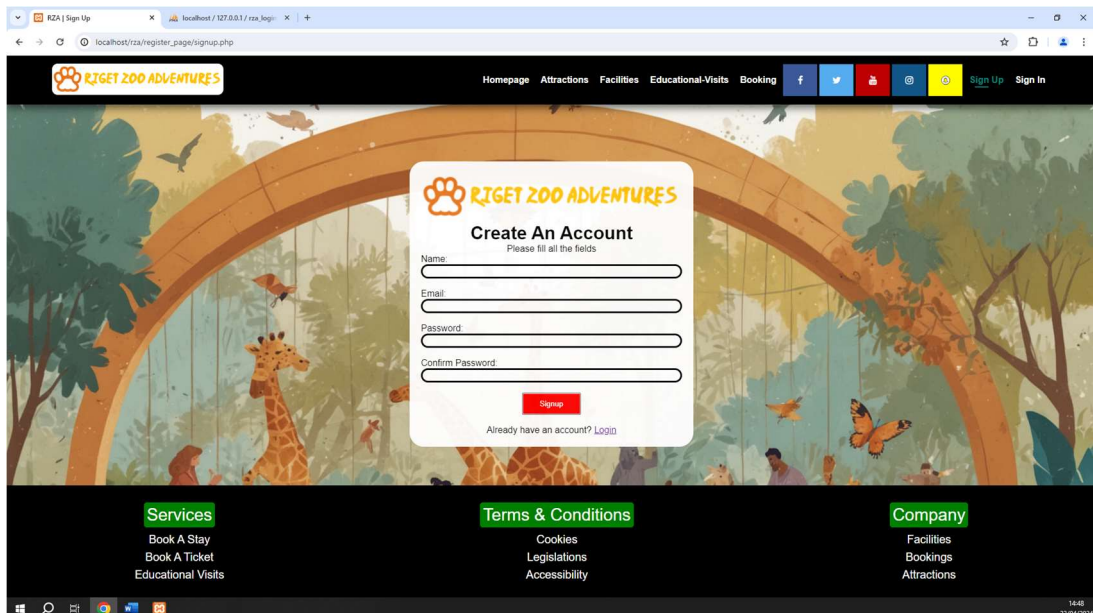 RZA | Sign Up
localhost / 127.0.0.1 / rza_login
localhost/rza/register_page/signup.php
RIGET ZOO ADVENTURES
Homepage Attractions Facilities Educational-Visits Booking Sign Up Sign In
RIGET ZOO ADVENTURES
Create An Account
Please fill all the fields
Name:
Email:
Password:
Confirm Password:
Signup
Already have an account? Login
Services
Book A Stay
Book A Ticket
Educational Visits
Terms & Conditions
Cookies
Legislations
Accessibility
Company
Facilities
Bookings
Attractions
14:48